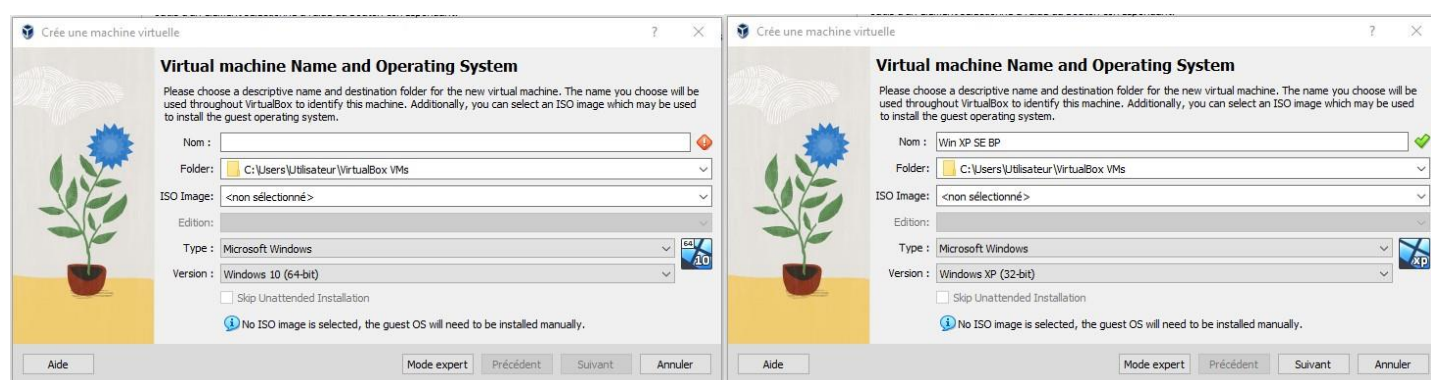 Crée une machine virtuelle
Virtual machine Name and Operating System
Please choose a descriptive name and destination folder for the new virtual machine. The name you choose will be
used throughout VirtualBox to identify this machine. Additionally, you can select an ISO image which may be used
to install the guest operating system.
Nom :
Folder: C:\Users\Utilisateur\VirtualBox VMs
ISO Image: <non sélectionné>
Edition:
Type : Microsoft Windows
64
10
Version : Windows 10 (64-bit)
Skip Unattended Installation
No ISO image is selected, the guest OS will need to be installed manually.
Aide Mode expert Précédent Suivant Annuler
Crée une machine virtuelle
Virtual machine Name and Operating System
Please choose a descriptive name and destination folder for the new virtual machine. The name you choose will be
used throughout VirtualBox to identify this machine. Additionally, you can select an ISO image which may be used
to install the guest operating system.
Nom : Win XP SE BP
Folder: C:\Users\Utilisateur\VirtualBox VMs
ISO Image: <non sélectionné>
Edition:
Type : Microsoft Windows
xp
Version : Windows XP (32-bit)
Skip Unattended Installation
No ISO image is selected, the guest OS will need to be installed manually.
Aide Mode expert Précédent Suivant Annuler